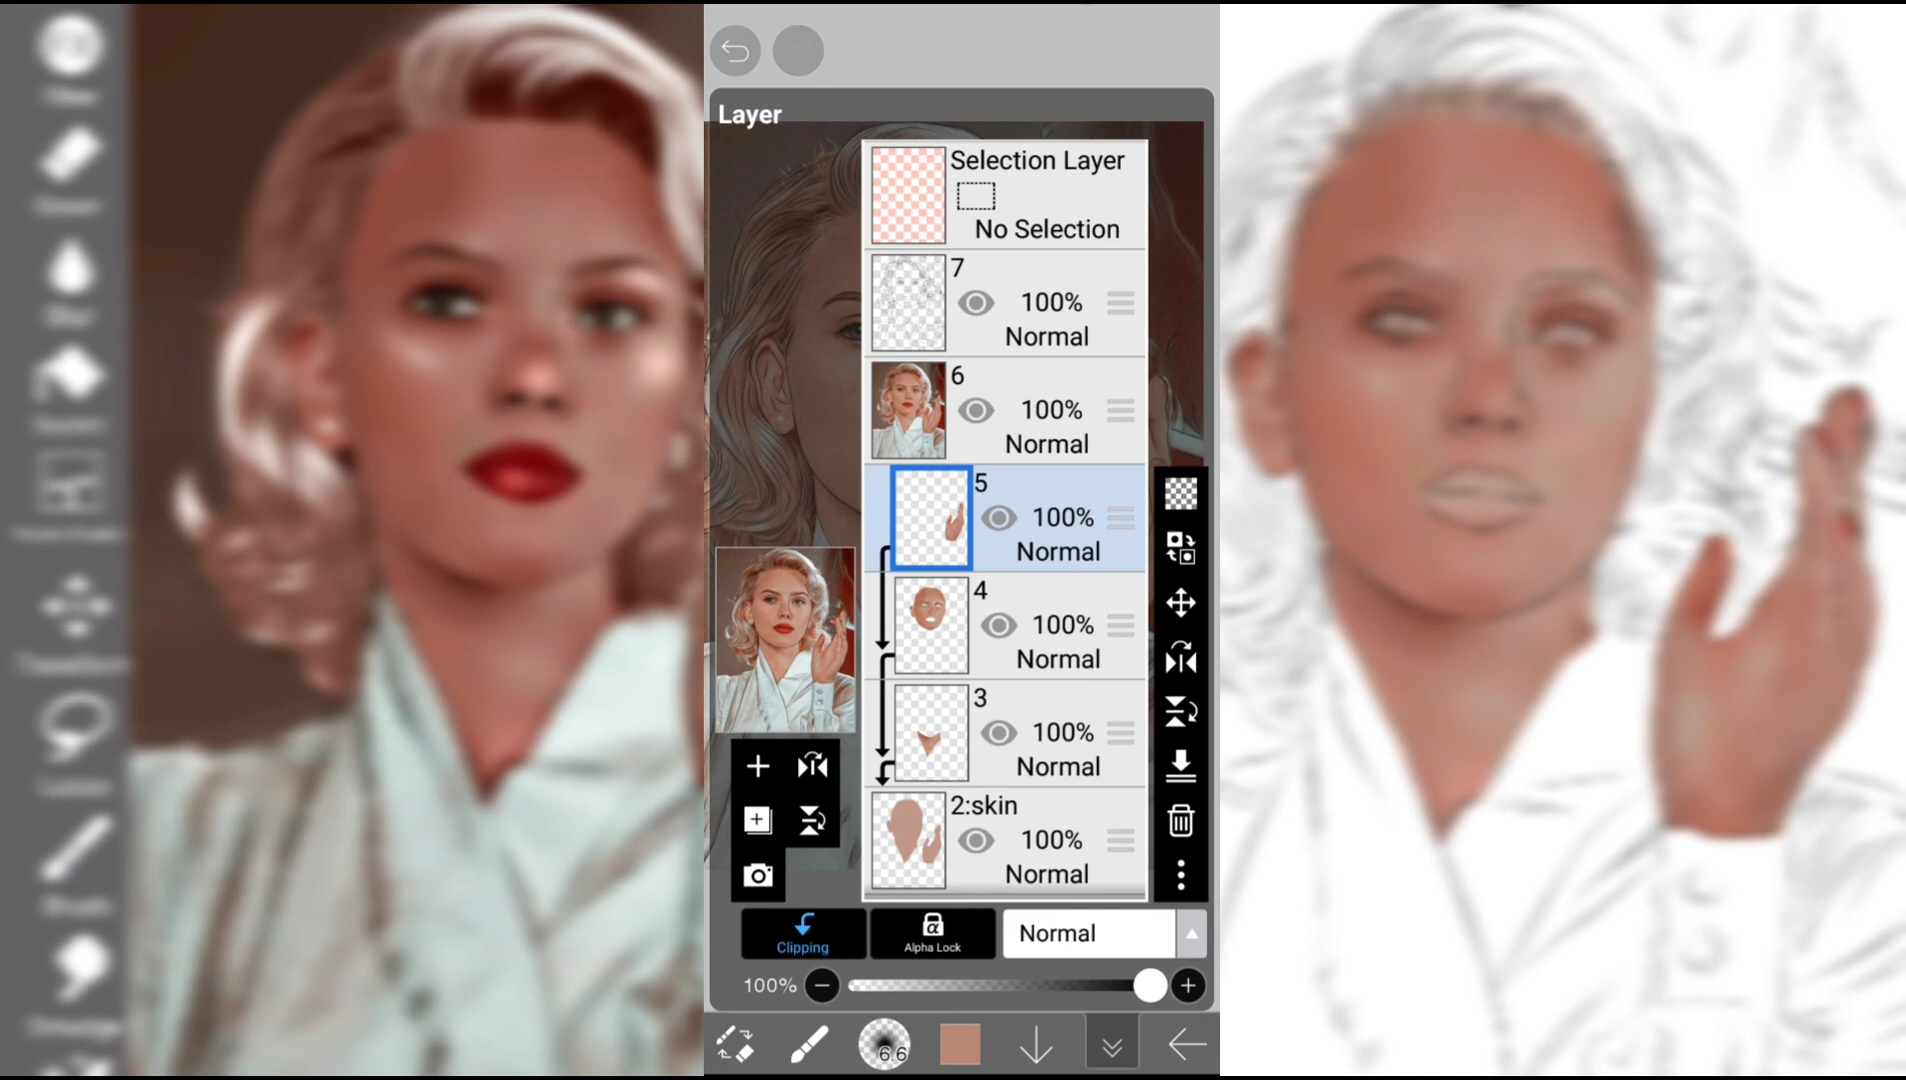 Layer
Selection Layer
No Selection
7
100%
Normal
6
100%
Normal
5
100%
Normal
4
100%
Normal
3
100%
Normal
2:skin
100%
Normal
Clipping
Alpha Lock
Normal
100%
6.6